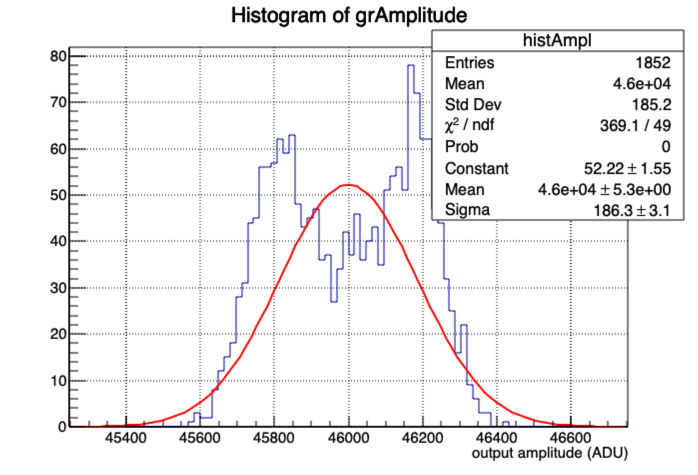 Histogram of grAmplitude
histAmpl
Entries 1852
Mean 4.6e+04
Std Dev 185.2
χ² / ndf 369.1 / 49
Prob 0
Constant 52.22 ± 1.55
Mean 4.6e+04 ± 5.3e+00
Sigma 186.3 ± 3.1
80
70
60
50
40
30
20
10
0
45400 45600 45800 46000 46200 46400 46600
output amplitude (ADU)